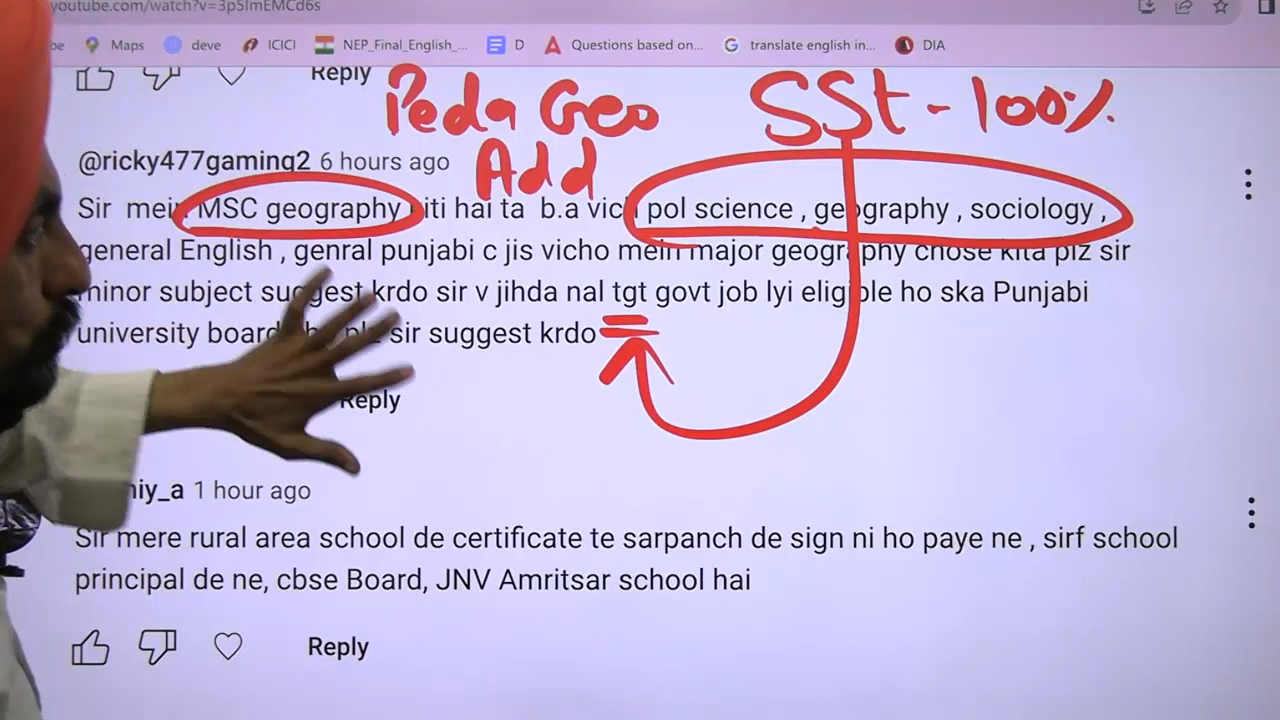 youtube.com/watch?v=3p5lmEMCd6s
be Maps deve ICICI NEP_Final_English_... D Questions based on... translate english in... DIA
Reply
Peda Geo SSt - 100%
Add
@ricky477gaming2 6 hours ago
Sir mein MSC geography kiti hai ta b.a vich pol science , geography , sociology ,
general English , genral punjabi c jis vicho mein major geography chose kita plz sir
minor subject suggest krdo sir v jihda nal tgt govt job lyi eligible ho ska Punjabi
university board plz sir suggest krdo
Reply
niy_a 1 hour ago
Sir mere rural area school de certificate te sarpanch de sign ni ho paye ne , sirf school
principal de ne, cbse Board, JNV Amritsar school hai
Reply